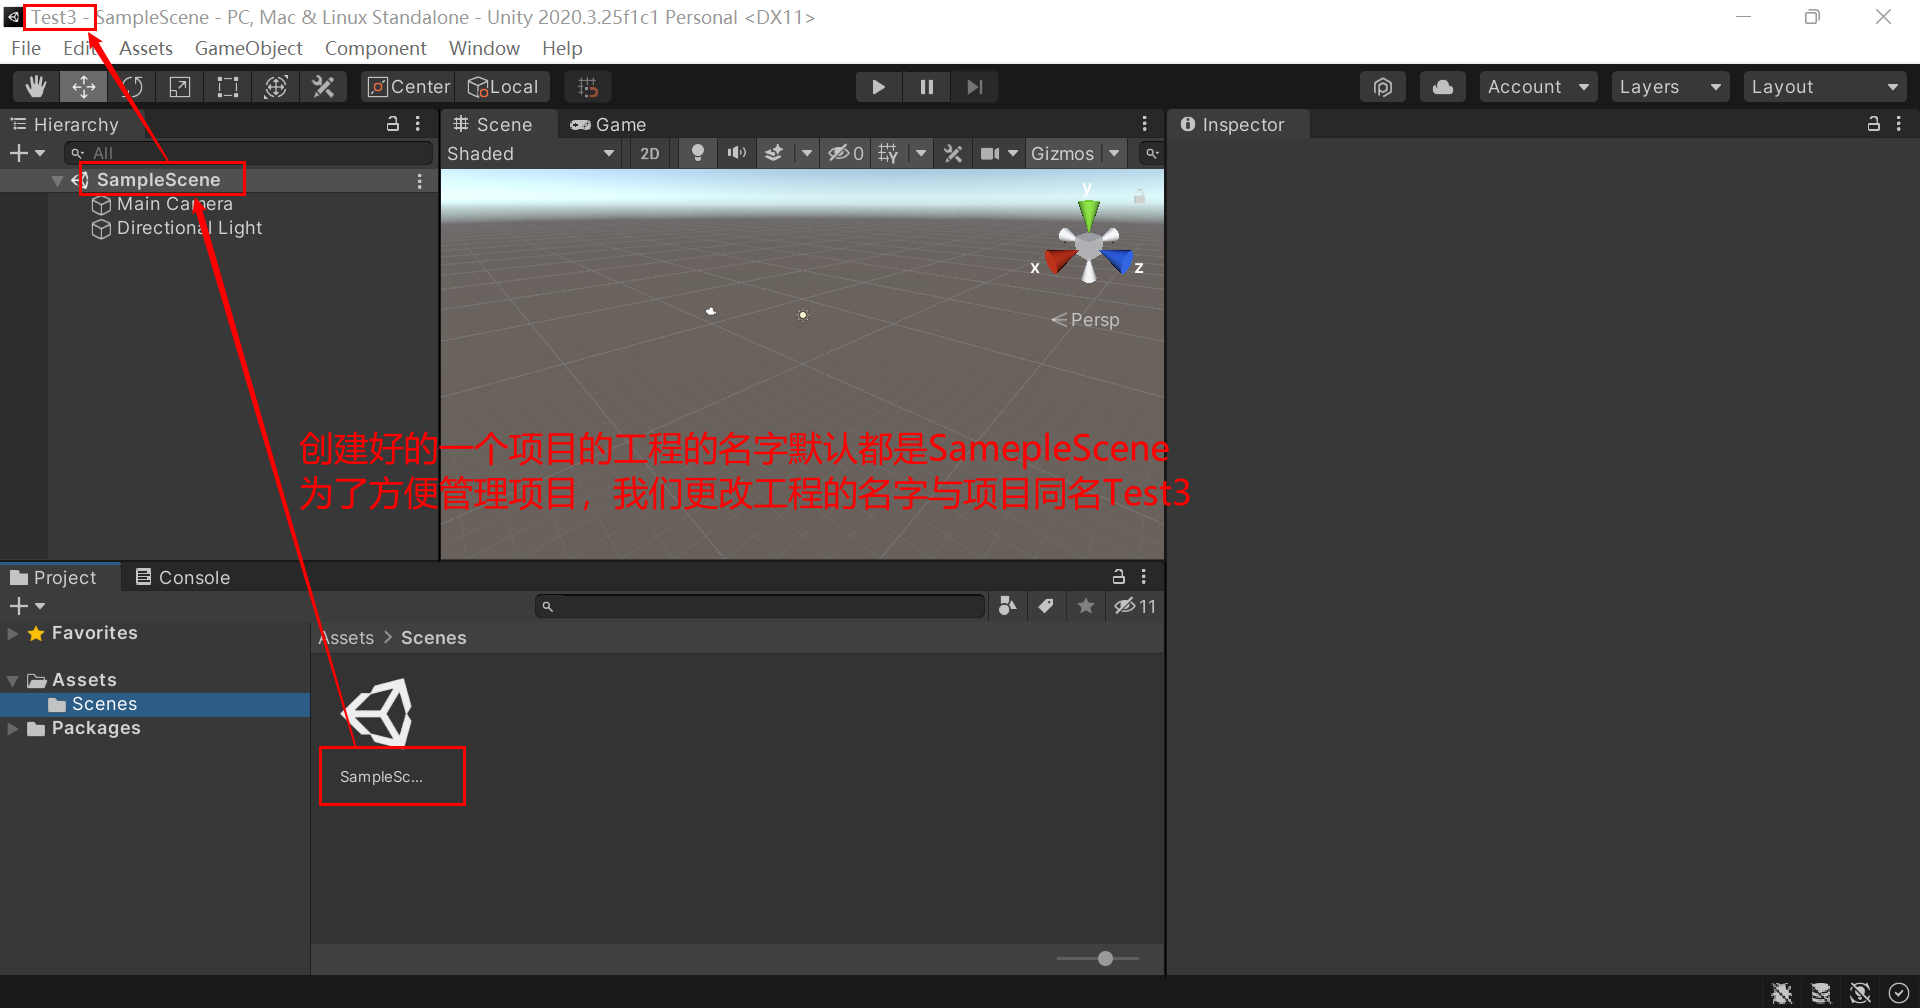 Test3 - SampleScene - PC, Mac & Linux Standalone - Unity 2020.3.25f1c1 Personal <DX11>
File Edit Assets GameObject Component Window Help
Center Local Account Layers Layout
Hierarchy
All
SampleScene
Main Camera
Directional Light
Scene Game
Shaded 2D 0 Gizmos
y
x z
Persp
Inspector
创建好的一个项目的工程的名字默认都是SamepleScene
为了方便管理项目，我们更改工程的名字与项目同名Test3
Project Console
11
Favorites
Assets
Scenes
Packages
Assets > Scenes
SampleSc...